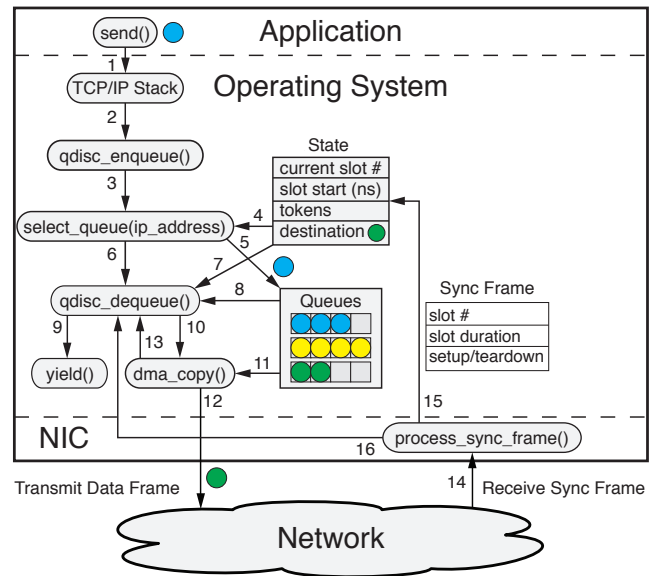 send()
Application
1
TCP/IP Stack
Operating System
2
qdisc_enqueue()
State
current slot #
slot start (ns)
tokens
destination
3
select_queue(ip_address)
4
5
6
7
qdisc_dequeue()
8
Queues
Sync Frame
slot #
slot duration
setup/teardown
9
10
13
yield()
dma_copy()
11
12
15
NIC
16
process_sync_frame()
Transmit Data Frame
14
Receive Sync Frame
Network